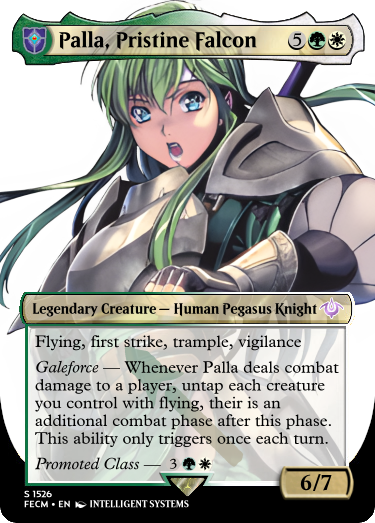 Palla, Pristine Falcon 5
Legendary Creature — Human Pegasus Knight
Flying, first strike, trample, vigilance
Galeforce — Whenever Palla deals combat
damage to a player, untap each creature
you control with flying, their is an
additional combat phase after this phase.
This ability only triggers once each turn.
Promoted Class — 3
6/7
S 1526
FECM • EN INTELLIGENT SYSTEMS